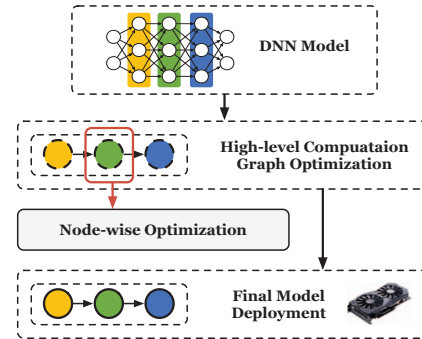 DNN Model
High-level Compuataion
Graph Optimization
Node-wise Optimization
Final Model
Deployment